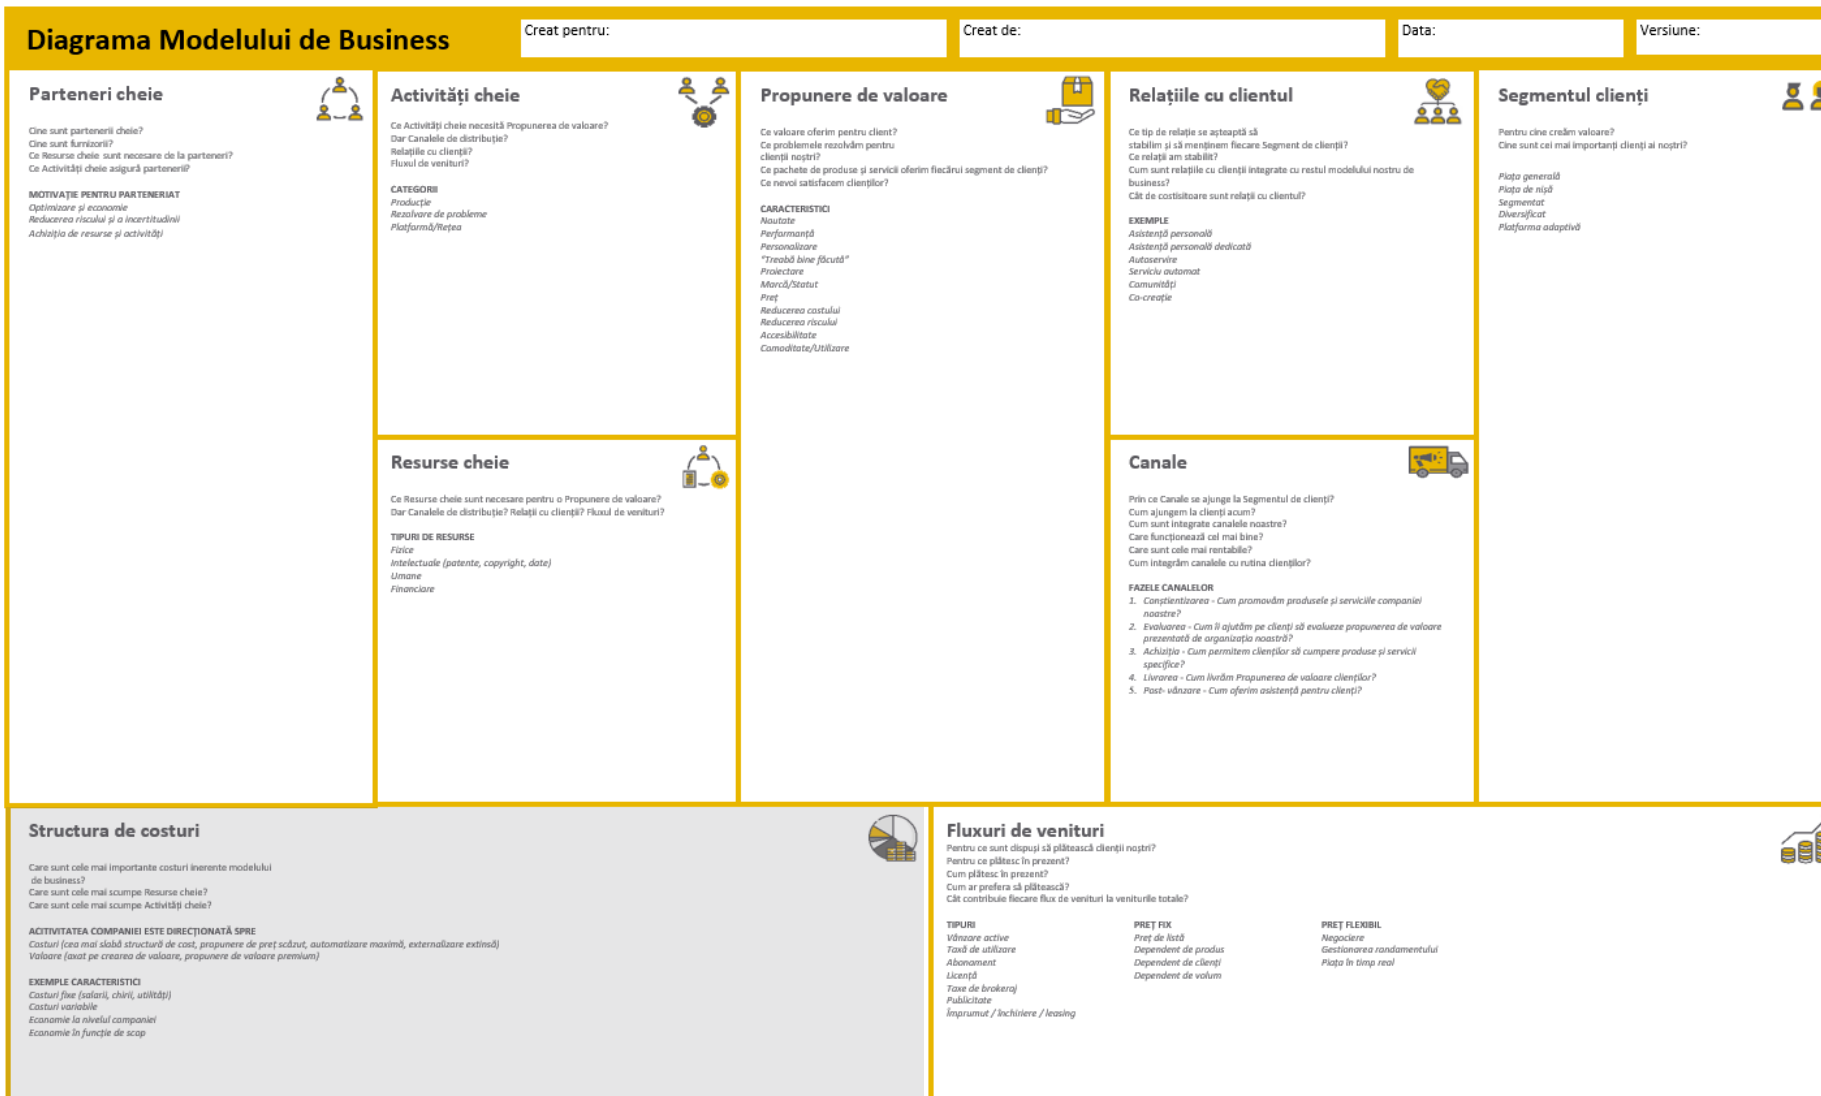 Diagrama Modelului de Business
Creat pentru:
Creat de:
Data:
Versiune:
Parteneri cheie
Cine sunt partenerii cheie?
Cine sunt furnizorii?
Ce Resurse cheie sunt necesare de la parteneri?
Ce Activități cheie asigură partenerii?
MOTIVAȚIE PENTRU PARTENERIAT
Optimizare și economie
Reducerea riscului și a incertitudinii
Achiziția de resurse și activități
Activități cheie
Ce Activități cheie necesită Propunerea de valoare?
Dar Canalele de distribuție?
Relațiile cu clienții?
Fluxul de venituri?
CATEGORII
Producție
Rezolvare de probleme
Platformă/Rețea
Resurse cheie
Ce Resurse cheie sunt necesare pentru o Propunere de valoare?
Dar Canalele de distribuție? Relații cu clienții? Fluxul de venituri?
TIPURI DE RESURSE
Fizice
Intelectuale (patente, copyright, date)
Umane
Financiare
Propunere de valoare
Ce valoare oferim pentru client?
Ce problemele rezolvăm pentru
clienții noștri?
Ce pachete de produse și servicii oferim fiecărui segment de clienți?
Ce nevoi satisfacem clienților?
CARACTERISTICI
Noutate
Performanță
Personalizare
"Treabă bine făcută"
Proiectare
Marcă/Statut
Preț
Reducerea costului
Reducerea riscului
Accesibilitate
Comoditate/Utilizare
Relațiile cu clientul
Ce tip de relație se așteaptă să
stabilim și să menținem fiecare Segment de clienții?
Ce relații am stabilit?
Cum sunt relațiile cu clienții integrate cu restul modelului nostru de
business?
Cât de costisitoare sunt relații cu clientul?
EXEMPLE
Asistență personală
Asistență personală dedicată
Autoservire
Serviciu automat
Comunități
Co-creație
Canale
Prin ce Canale se ajunge la Segmentul de clienți?
Cum ajungem la clienți acum?
Cum sunt integrate canalele noastre?
Care funcționează cel mai bine?
Care sunt cele mai rentabile?
Cum integrăm canalele cu rutina clienților?
FAZELE CANALELOR
1. Conștientizarea - Cum promovăm produsele și serviciile companiei
noastre?
2. Evaluarea - Cum îi ajutăm pe clienți să evalueze propunerea de valoare
prezentată de organizația noastră?
3. Achiziția - Cum permitem clienților să cumpere produse și servicii
specifice?
4. Livrarea - Cum livrăm Propunerea de valoare clienților?
5. Post- vânzare - Cum oferim asistență pentru clienți?
Segmentul clienți
Pentru cine creăm valoare?
Cine sunt cei mai importanți clienți ai noștri?
Piața generală
Piața de nișă
Segmentat
Diversificat
Platforma adaptivă
Structura de costuri
Care sunt cele mai importante costuri inerente modelului
de business?
Care sunt cele mai scumpe Resurse cheie?
Care sunt cele mai scumpe Activități cheie?
ACITIVITATEA COMPANIEI ESTE DIRECȚIONATĂ SPRE
Costuri (cea mai slabă structură de cost, propunere de preț scăzut, automatizare maximă, externalizare extinsă)
Valoare (axat pe crearea de valoare, propunere de valoare premium)
EXEMPLE CARACTERISTICI
Costuri fixe (salarii, chirii, utilități)
Costuri variabile
Economie la nivelul companiei
Economie în funcție de scop
Fluxuri de venituri
Pentru ce sunt dispuși să plătească clienții noștri?
Pentru ce plătesc în prezent?
Cum plătesc în prezent?
Cum ar prefera să plătească?
Cât contribuie fiecare flux de venituri la veniturile totale?
TIPURI
Vânzare active
Taxă de utilizare
Abonament
Licență
Taxe de brokeraj
Publicitate
Împrumut / închiriere / leasing
PREȚ FIX
Preț de listă
Dependent de produs
Dependent de clienți
Dependent de volum
PREȚ FLEXIBIL
Negociere
Gestionarea randamentului
Piața în timp real